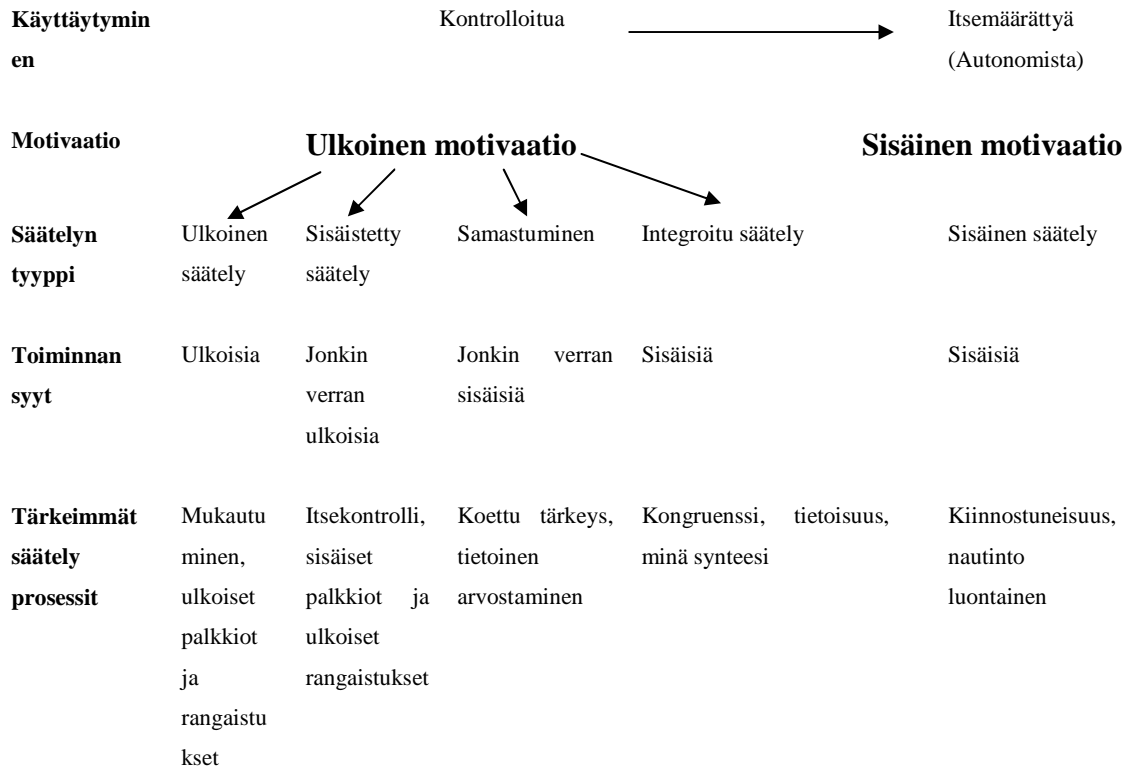 Käyttäytymin Kontrolloitua Itsemäärättyä
en (Autonomista)
Motivaatio Ulkoinen motivaatio Sisäinen motivaatio
Säätelyn Ulkoinen Sisäistetty Samastuminen Integroitu säätely Sisäinen säätely
tyyppi säätely säätely
Toiminnan Ulkoisia Jonkin Jonkin verran Sisäisiä Sisäisiä
syyt verran sisäisiä
ulkoisia
Tärkeimmät Mukautu Itsekontrolli, Koettu tärkeys, Kongruenssi, tietoisuus, Kiinnostuneisuus,
säätely minen, sisäiset tietoinen minä synteesi nautinto
prosessit ulkoiset palkkiot ja arvostaminen luontainen
palkkiot ulkoiset
ja rangaistukset
rangaistu
kset